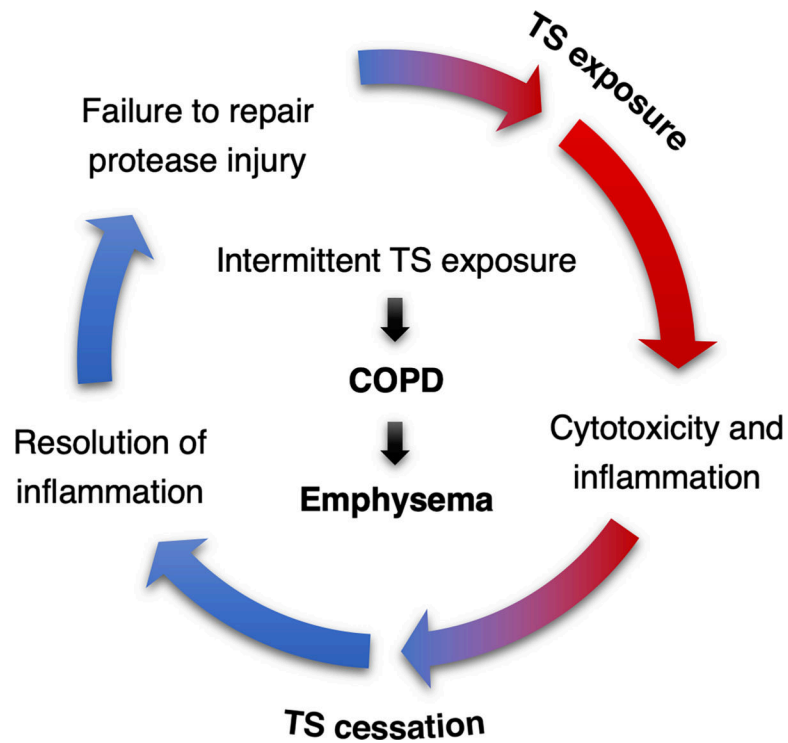 TS exposure
Failure to repair
protease injury
Intermittent TS exposure
COPD
Emphysema
Cytotoxicity and
inflammation
Resolution of
inflammation
TS cessation